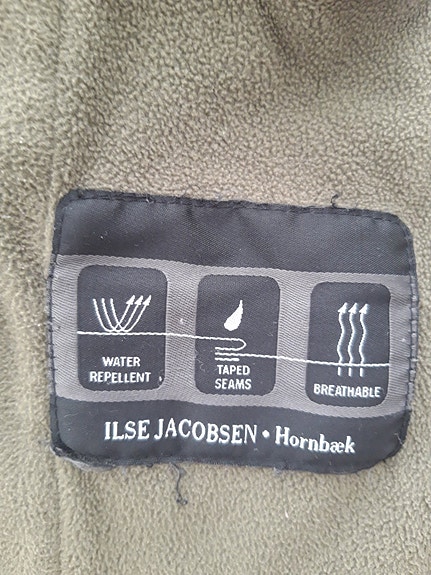 WATER
REPELLENT
TAPED
SEAMS
BREATHABLE
ILSE JACOBSEN • Hornbæk